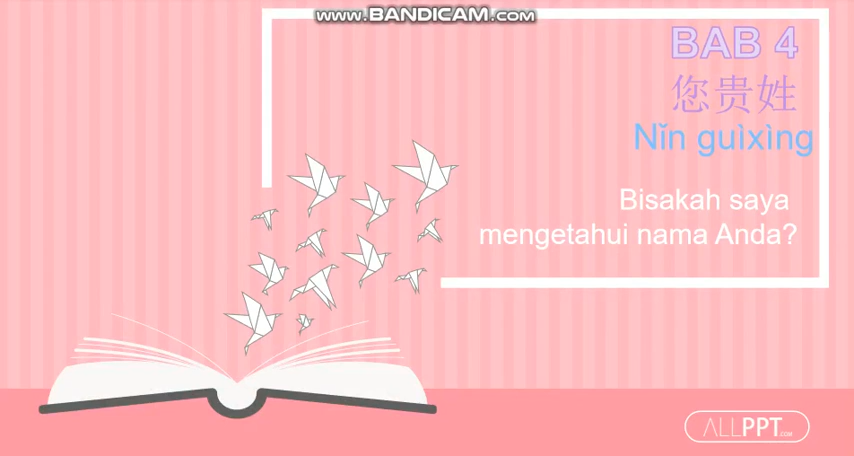 www.BANDICAM.com
BAB 4
您贵姓
Nǐn guìxìng
Bisakah saya
mengetahui nama Anda?
ALLPPT.com